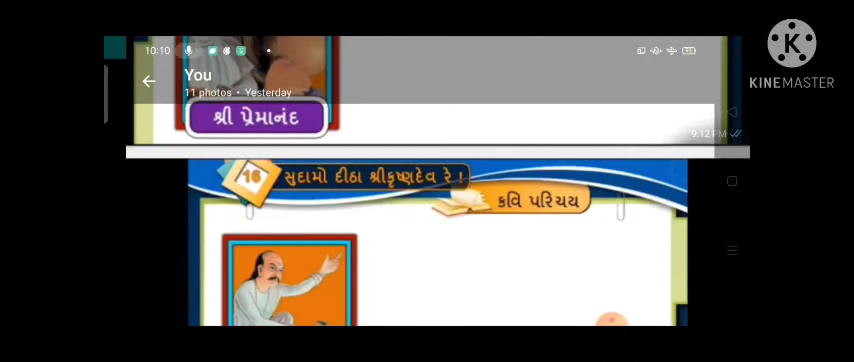 10:10
You
11 photos • Yesterday
KINEMASTER
શ્રી પ્રેમાનંદ
9:12 PM
16 સુદામો દીઠા શ્રીકૃષ્ણદેવ રે !
કવિ પરિચય